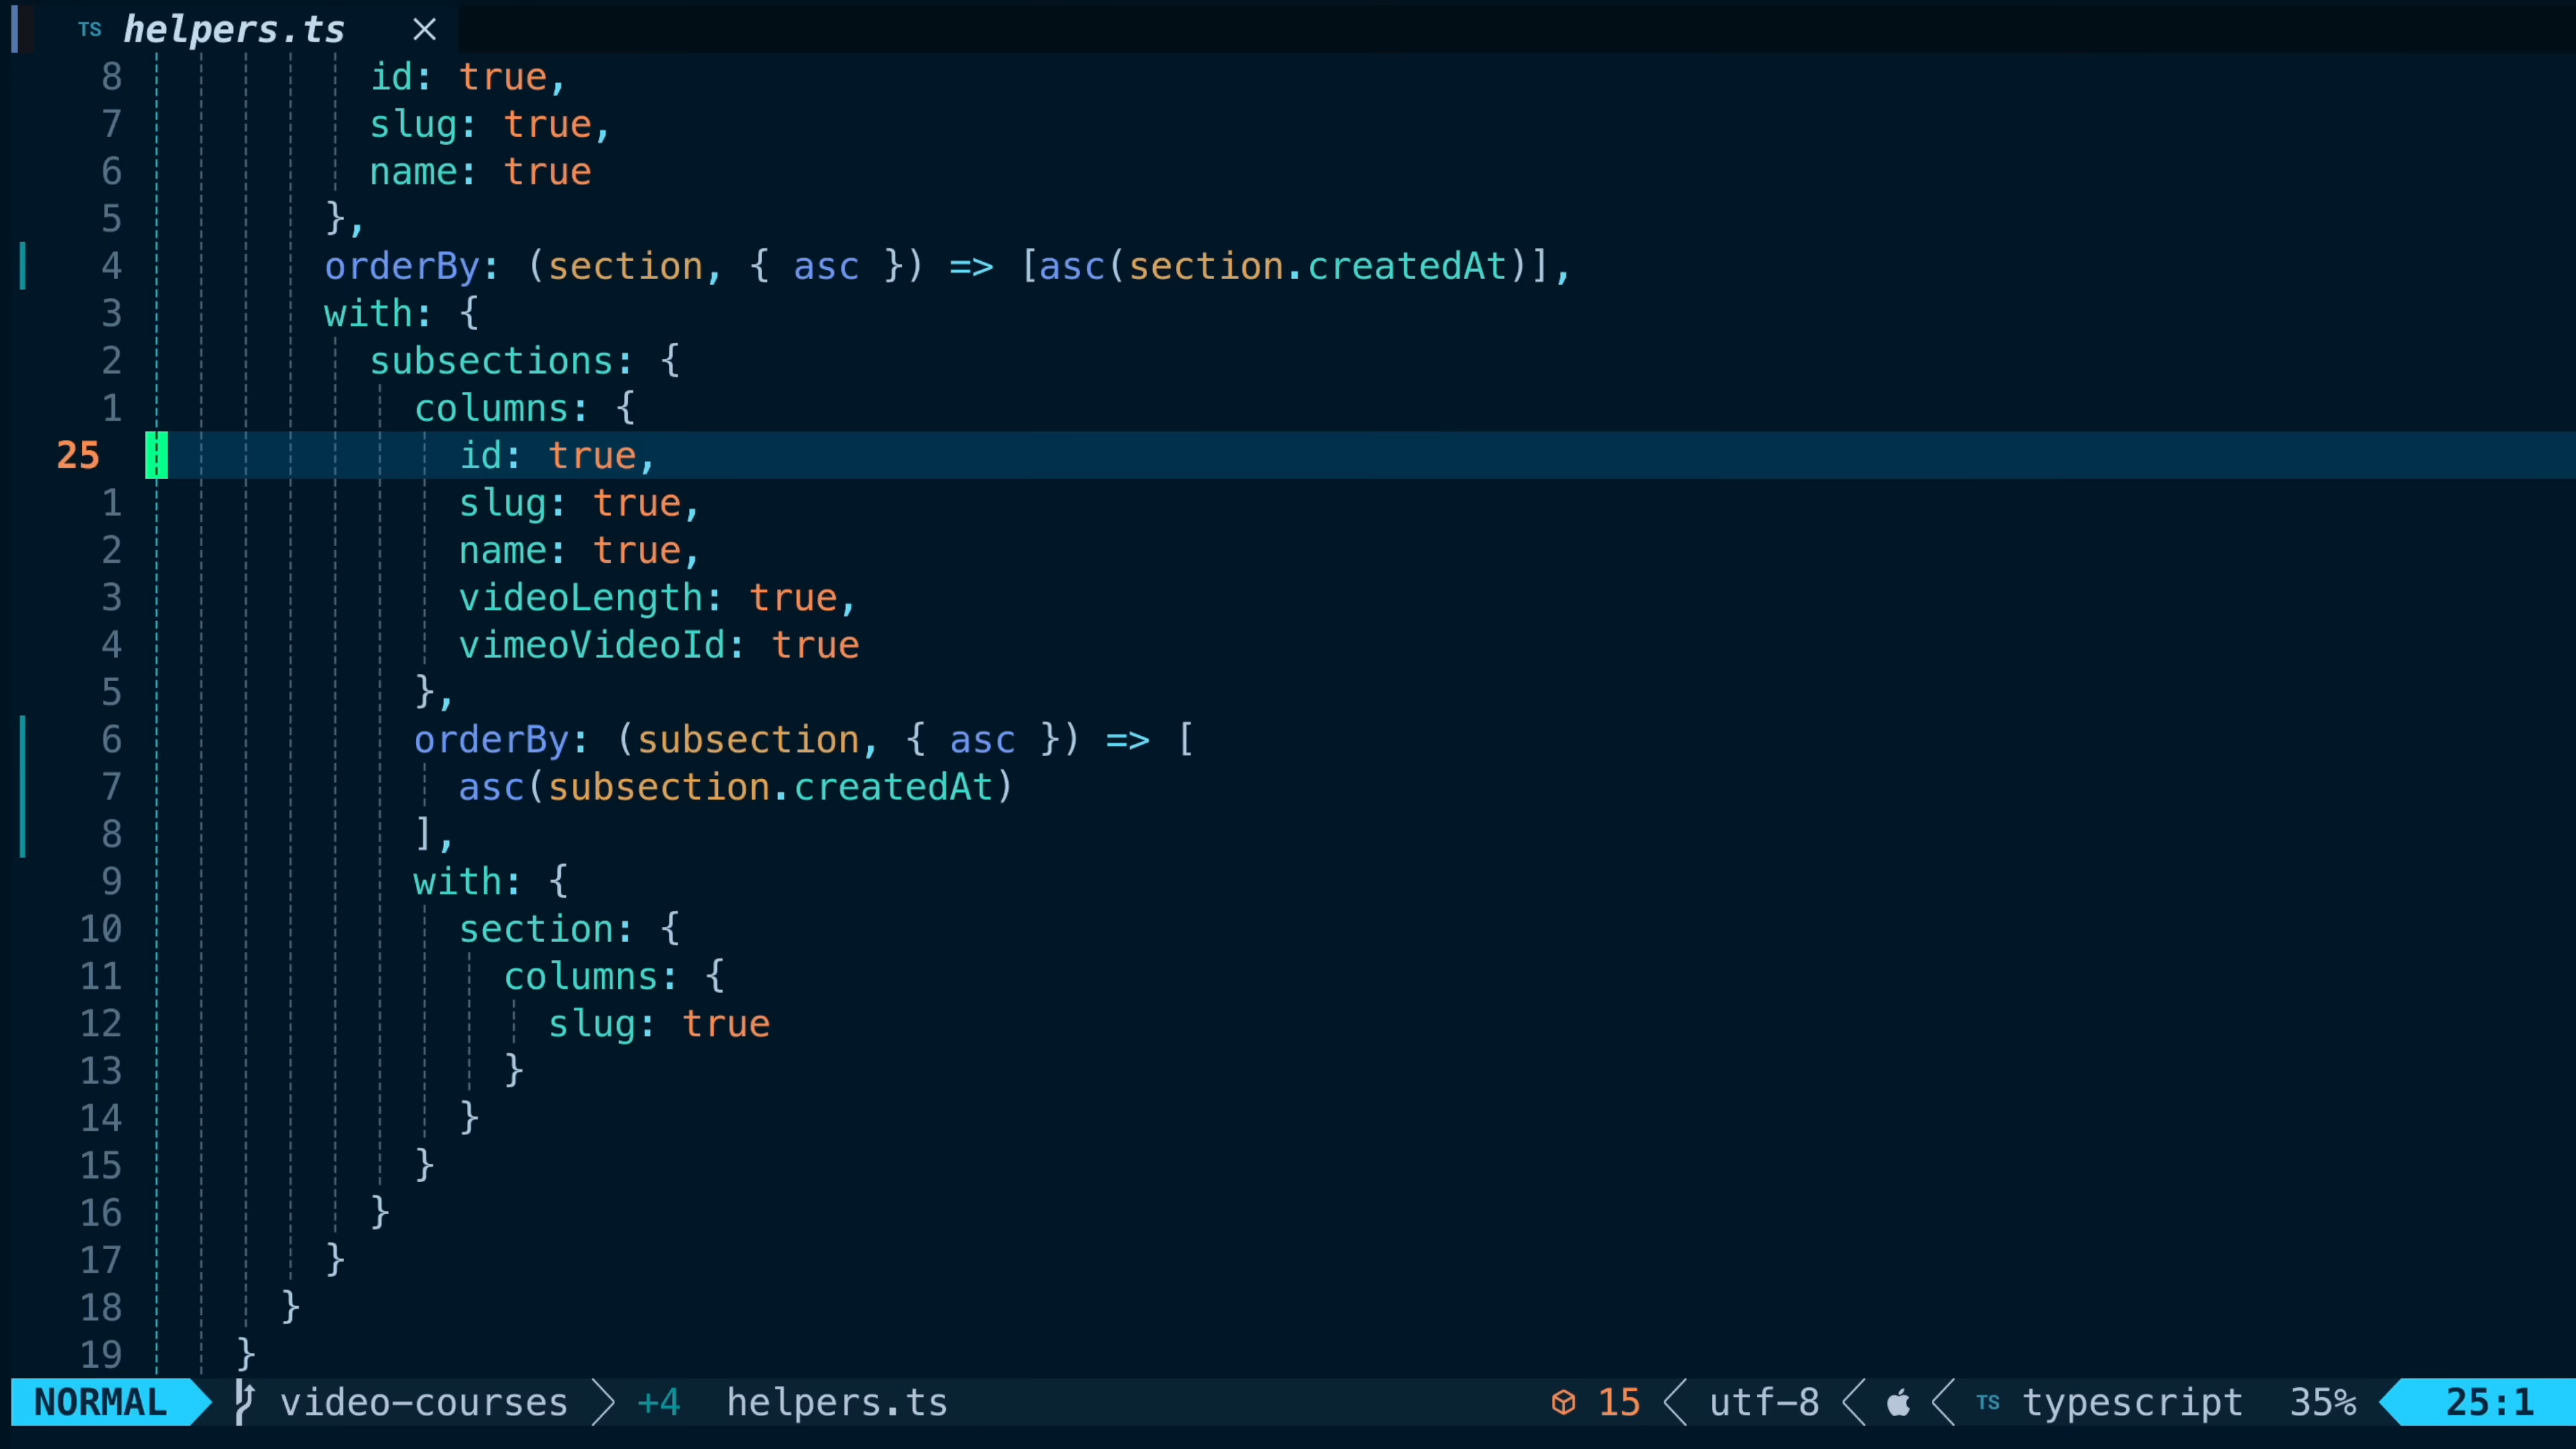 TS helpers.ts ×
8 id: true,
7 slug: true,
6 name: true
5 },
4 orderBy: (section, { asc }) => [asc(section.createdAt)],
3 with: {
2 subsections: {
1 columns: {
25 id: true,
1 slug: true,
2 name: true,
3 videoLength: true,
4 vimeoVideoId: true
5 },
6 orderBy: (subsection, { asc }) => [
7 asc(subsection.createdAt)
8 ],
9 with: {
10 section: {
11 columns: {
12 slug: true
13 }
14 }
15 }
16 }
17 }
18 }
19 }
NORMAL video-courses +4 helpers.ts 15 utf-8 TS typescript 35% 25:1